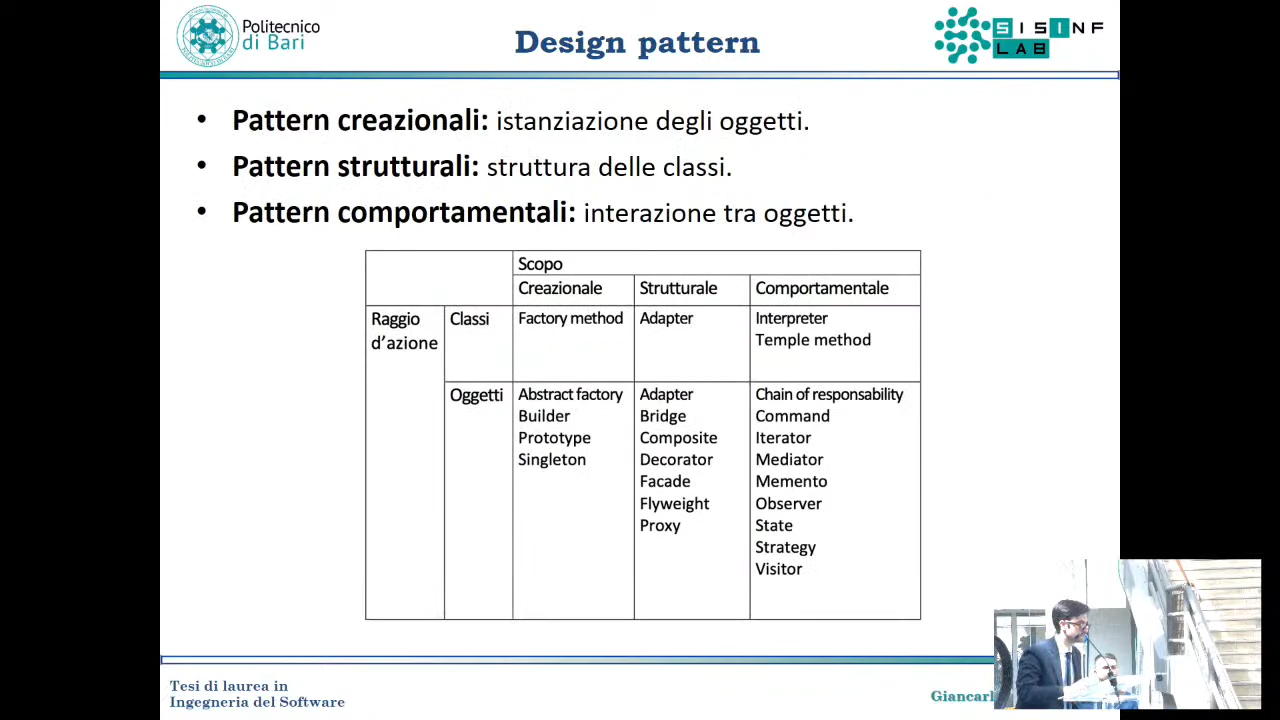 Politecnico
di Bari
Design pattern
SISINF
LAB
• Pattern creazionali: istanziazione degli oggetti.
• Pattern strutturali: struttura delle classi.
• Pattern comportamentali: interazione tra oggetti.
Scopo
Creazionale Strutturale Comportamentale
Raggio d'azione
Classi
Factory method
Adapter
Interpreter
Temple method
Oggetti
Abstract factory
Builder
Prototype
Singleton
Adapter
Bridge
Composite
Decorator
Facade
Flyweight
Proxy
Chain of responsability
Command
Iterator
Mediator
Memento
Observer
State
Strategy
Visitor
Tesi di laurea in
Ingegneria del Software